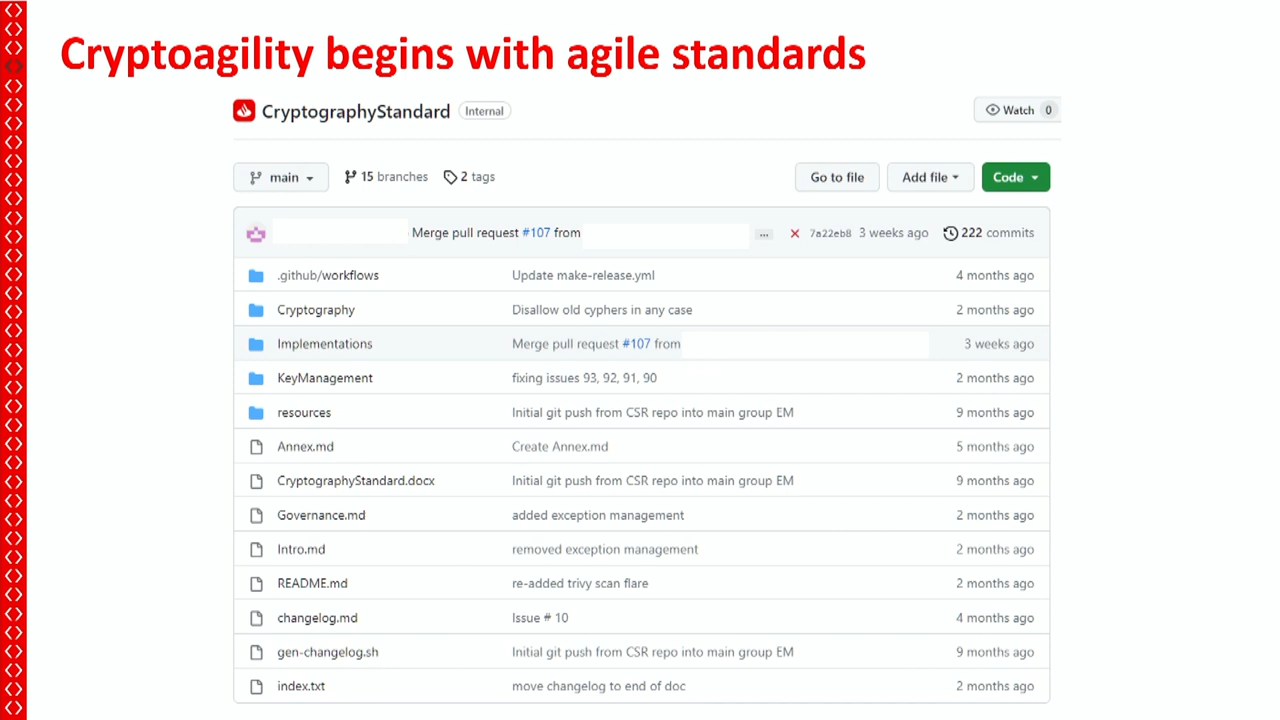 Cryptoagility begins with agile standards
CryptographyStandard Internal Watch 0
main 15 branches 2 tags Go to file Add file Code
Merge pull request #107 from ... 7a22eb8 3 weeks ago 222 commits
.github/workflows Update make-release.yml 4 months ago
Cryptography Disallow old cyphers in any case 2 months ago
Implementations Merge pull request #107 from 3 weeks ago
KeyManagement fixing issues 93, 92, 91, 90 2 months ago
resources Initial git push from CSR repo into main group EM 9 months ago
Annex.md Create Annex.md 5 months ago
CryptographyStandard.docx Initial git push from CSR repo into main group EM 9 months ago
Governance.md added exception management 2 months ago
Intro.md removed exception management 2 months ago
README.md re-added trivy scan flare 2 months ago
changelog.md Issue # 10 4 months ago
gen-changelog.sh Initial git push from CSR repo into main group EM 9 months ago
index.txt move changelog to end of doc 2 months ago